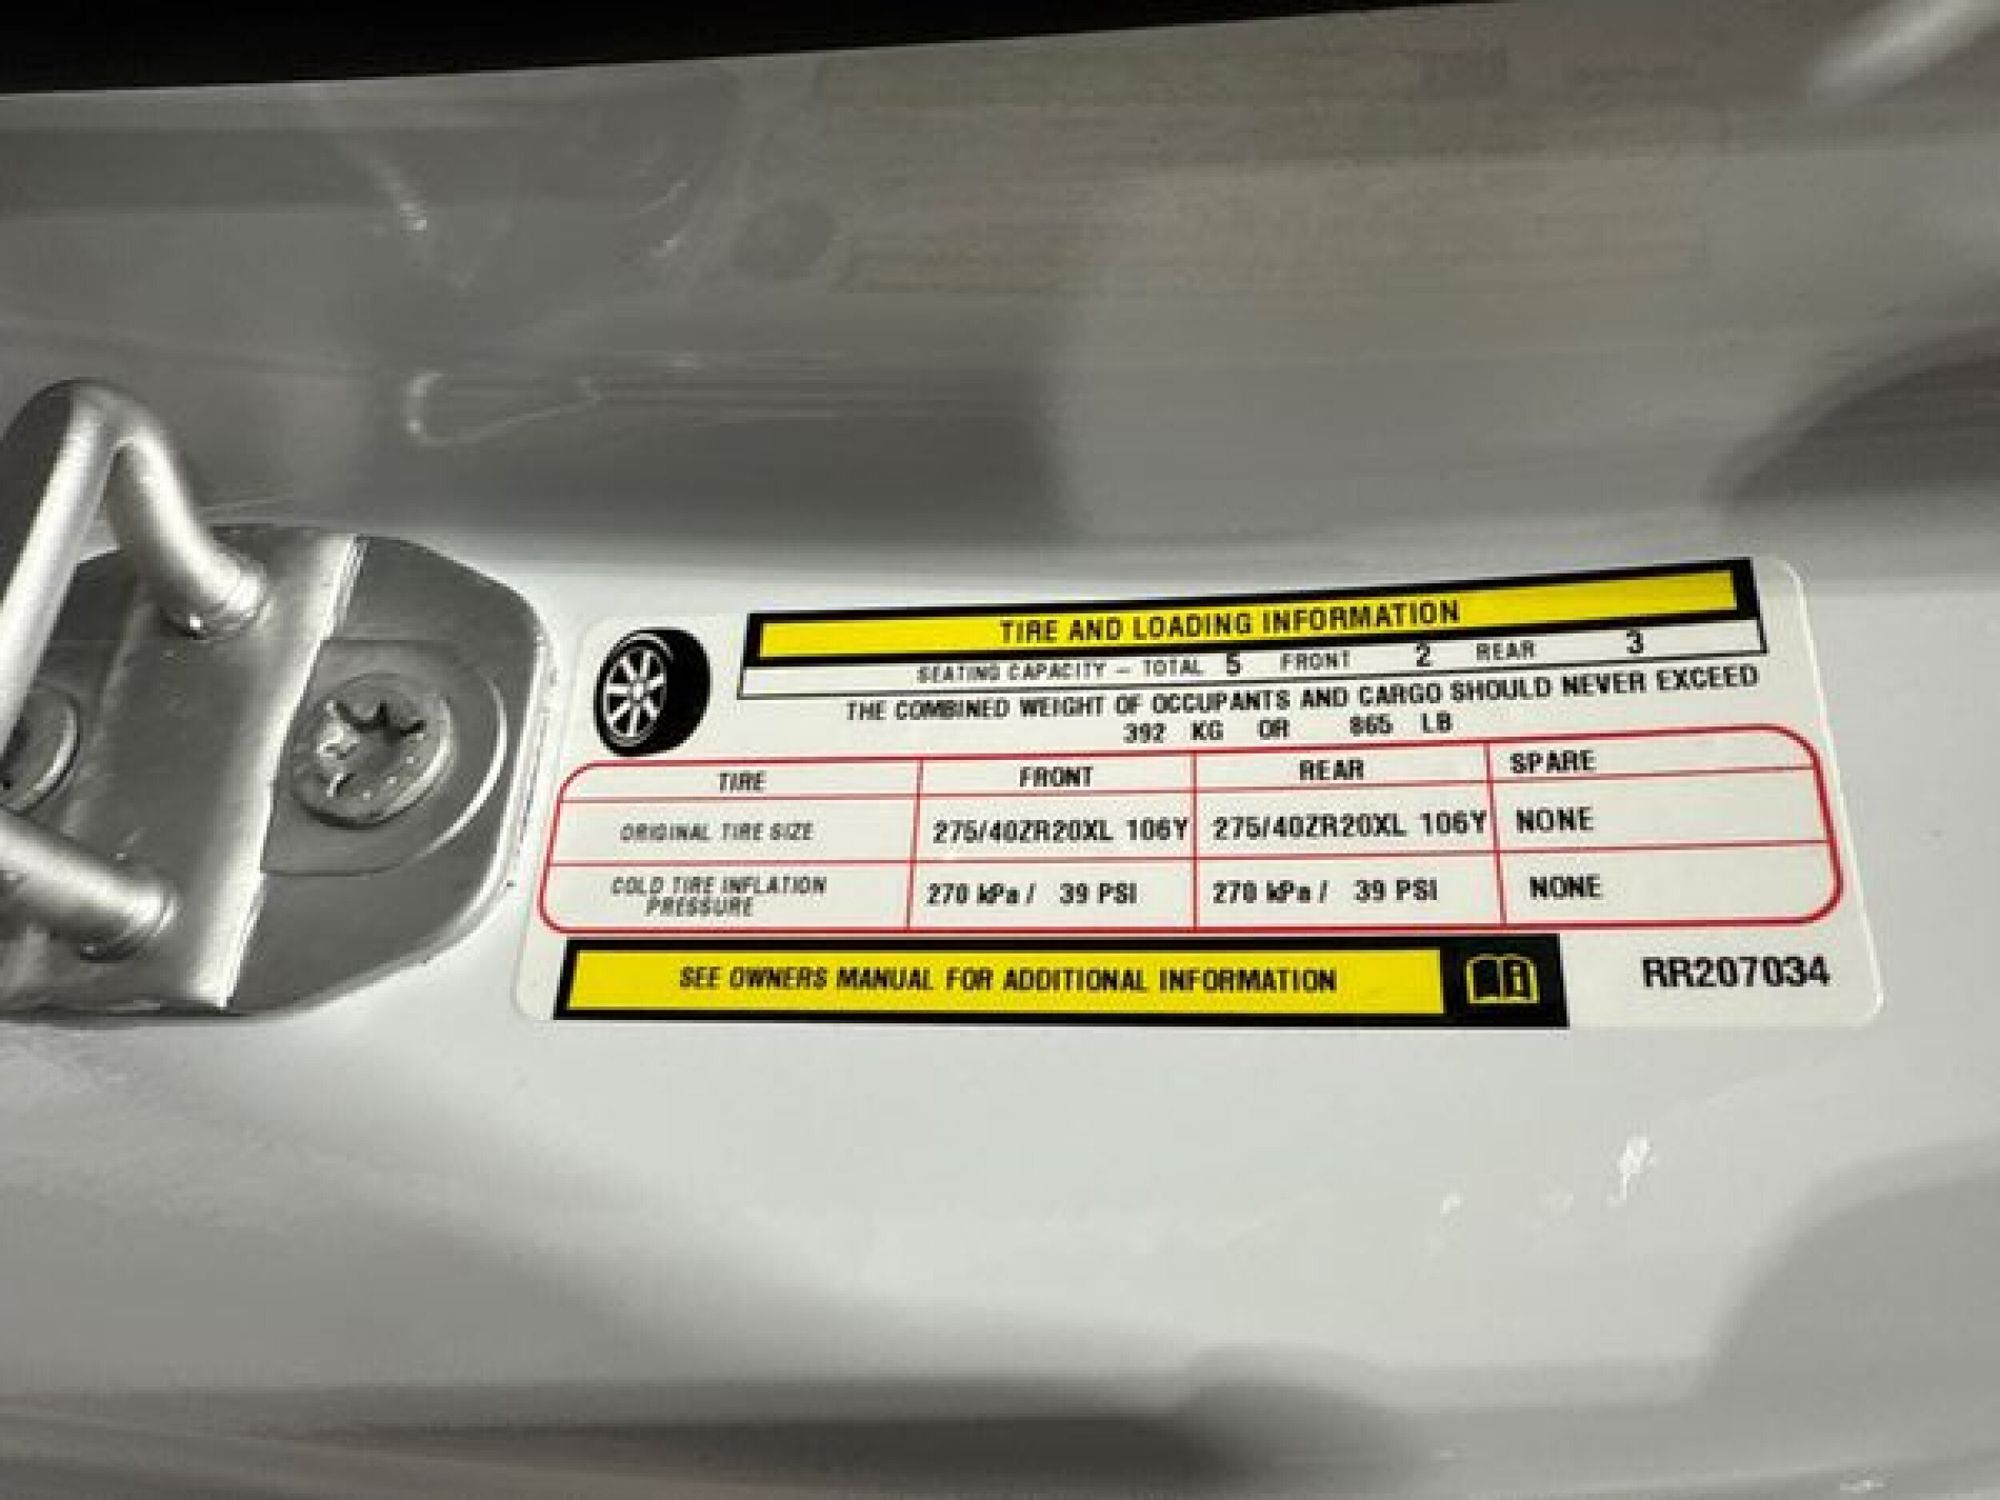 TIRE AND LOADING INFORMATION
SEATING CAPACITY – TOTAL 5 FRONT 2 REAR 3
THE COMBINED WEIGHT OF OCCUPANTS AND CARGO SHOULD NEVER EXCEED
392 KG OR 865 LB
TIRE FRONT REAR SPARE
ORIGINAL TIRE SIZE 275/40ZR20XL 106Y 275/40ZR20XL 106Y NONE
COLD TIRE INFLATION PRESSURE 270 kPa / 39 PSI 270 kPa / 39 PSI NONE
SEE OWNERS MANUAL FOR ADDITIONAL INFORMATION
RR207034